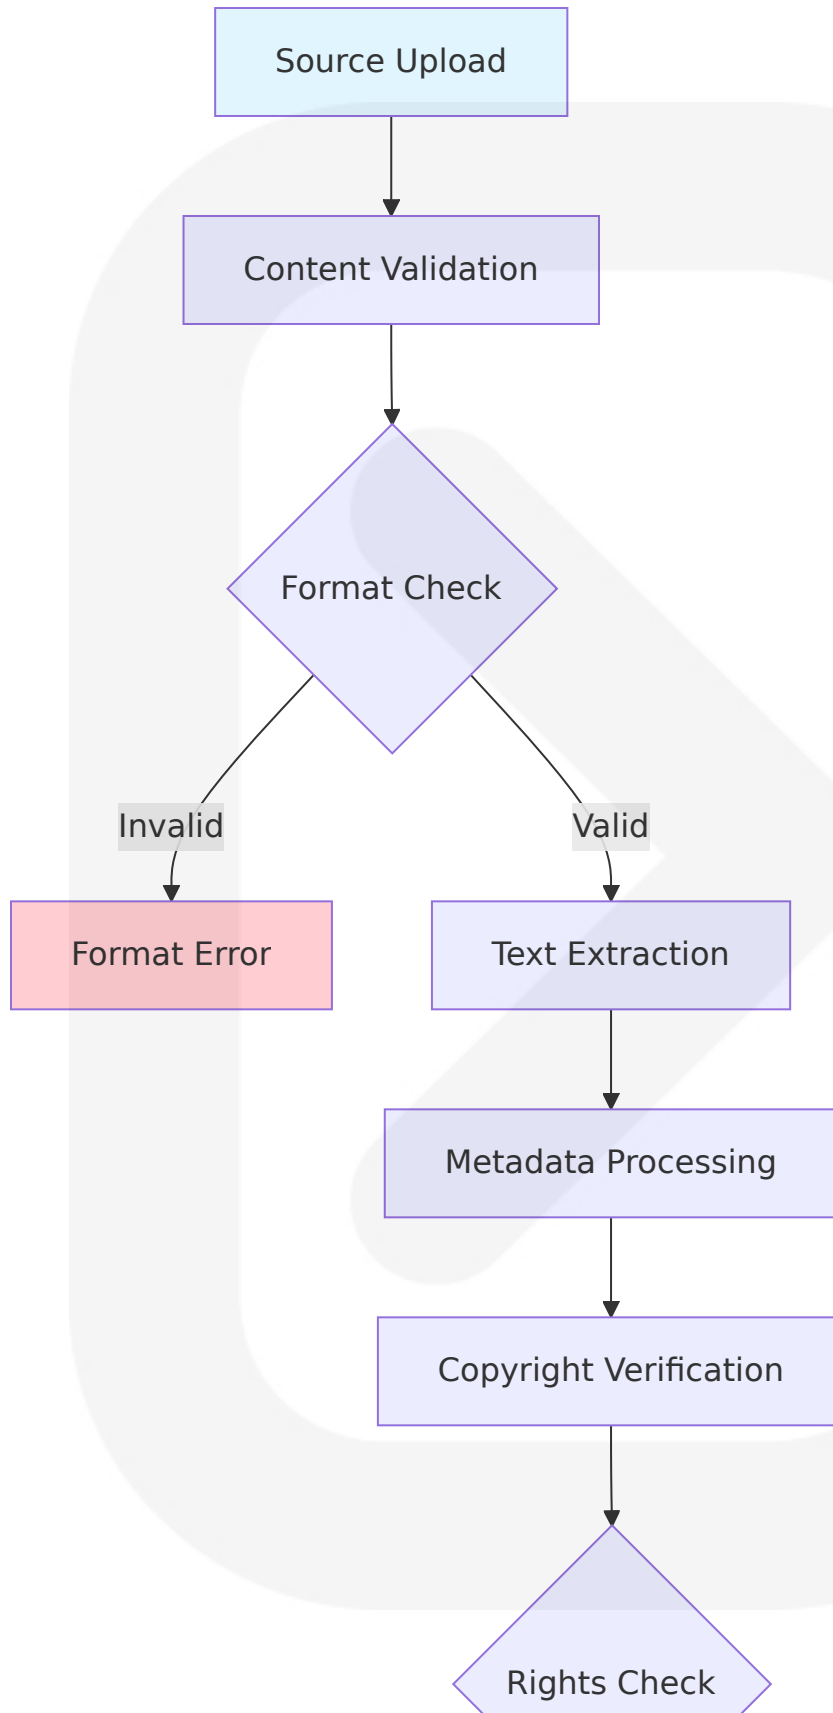 Source Upload
Content Validation
Format Check
Invalid
Valid
Format Error
Text Extraction
Metadata Processing
Copyright Verification
Rights Check